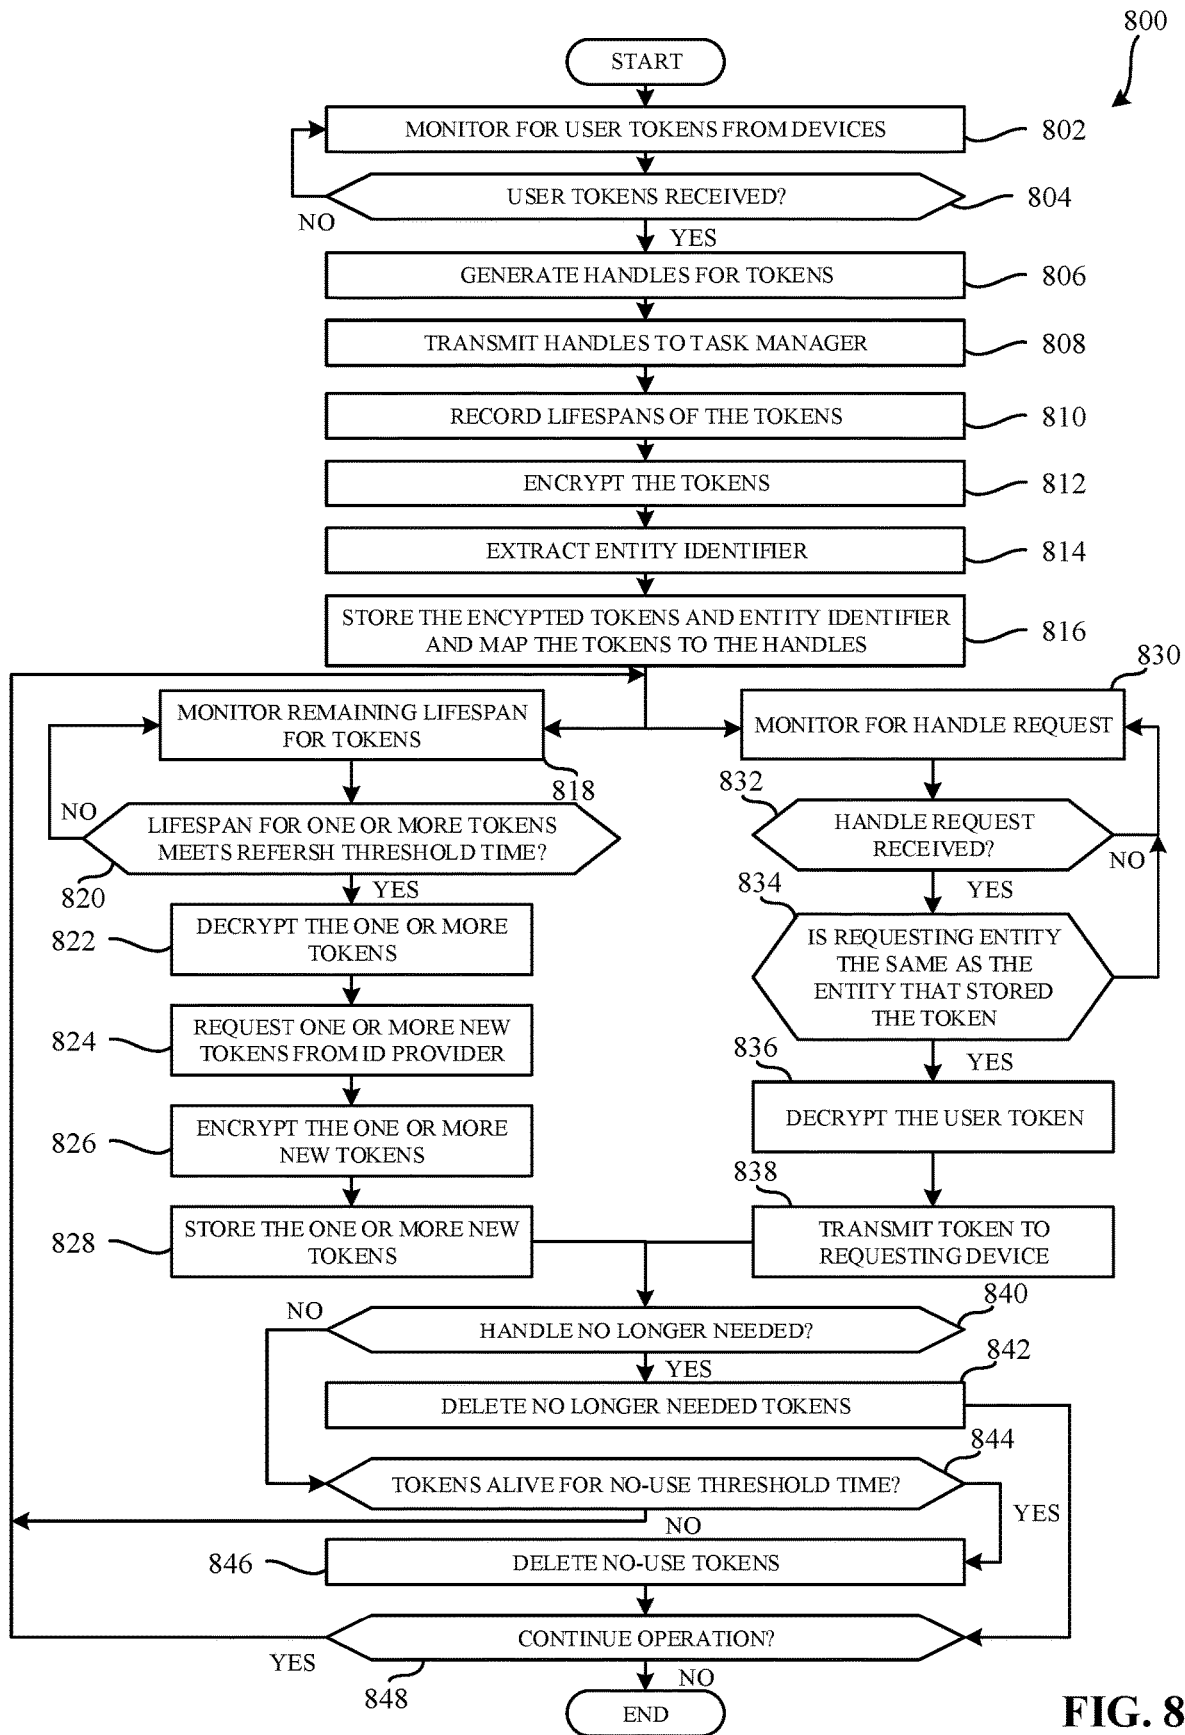 800
START
MONITOR FOR USER TOKENS FROM DEVICES
802
USER TOKENS RECEIVED?
804
NO
YES
GENERATE HANDLES FOR TOKENS
806
TRANSMIT HANDLES TO TASK MANAGER
808
RECORD LIFESPANS OF THE TOKENS
810
ENCRYPT THE TOKENS
812
EXTRACT ENTITY IDENTIFIER
814
STORE THE ENCYPTED TOKENS AND ENTITY IDENTIFIER
AND MAP THE TOKENS TO THE HANDLES
816
MONITOR REMAINING LIFESPAN
FOR TOKENS
818
NO
LIFESPAN FOR ONE OR MORE TOKENS
MEETS REFERSH THRESHOLD TIME?
820
YES
DECRYPT THE ONE OR MORE
TOKENS
822
REQUEST ONE OR MORE NEW
TOKENS FROM ID PROVIDER
824
ENCRYPT THE ONE OR MORE
NEW TOKENS
826
STORE THE ONE OR MORE NEW
TOKENS
828
830
MONITOR FOR HANDLE REQUEST
832
HANDLE REQUEST
RECEIVED?
NO
YES
834
IS REQUESTING ENTITY
THE SAME AS THE
ENTITY THAT STORED
THE TOKEN
YES
836
DECRYPT THE USER TOKEN
838
TRANSMIT TOKEN TO
REQUESTING DEVICE
840
NO
HANDLE NO LONGER NEEDED?
YES
842
DELETE NO LONGER NEEDED TOKENS
844
TOKENS ALIVE FOR NO-USE THRESHOLD TIME?
YES
NO
846
DELETE NO-USE TOKENS
CONTINUE OPERATION?
YES
848
NO
END
FIG. 8